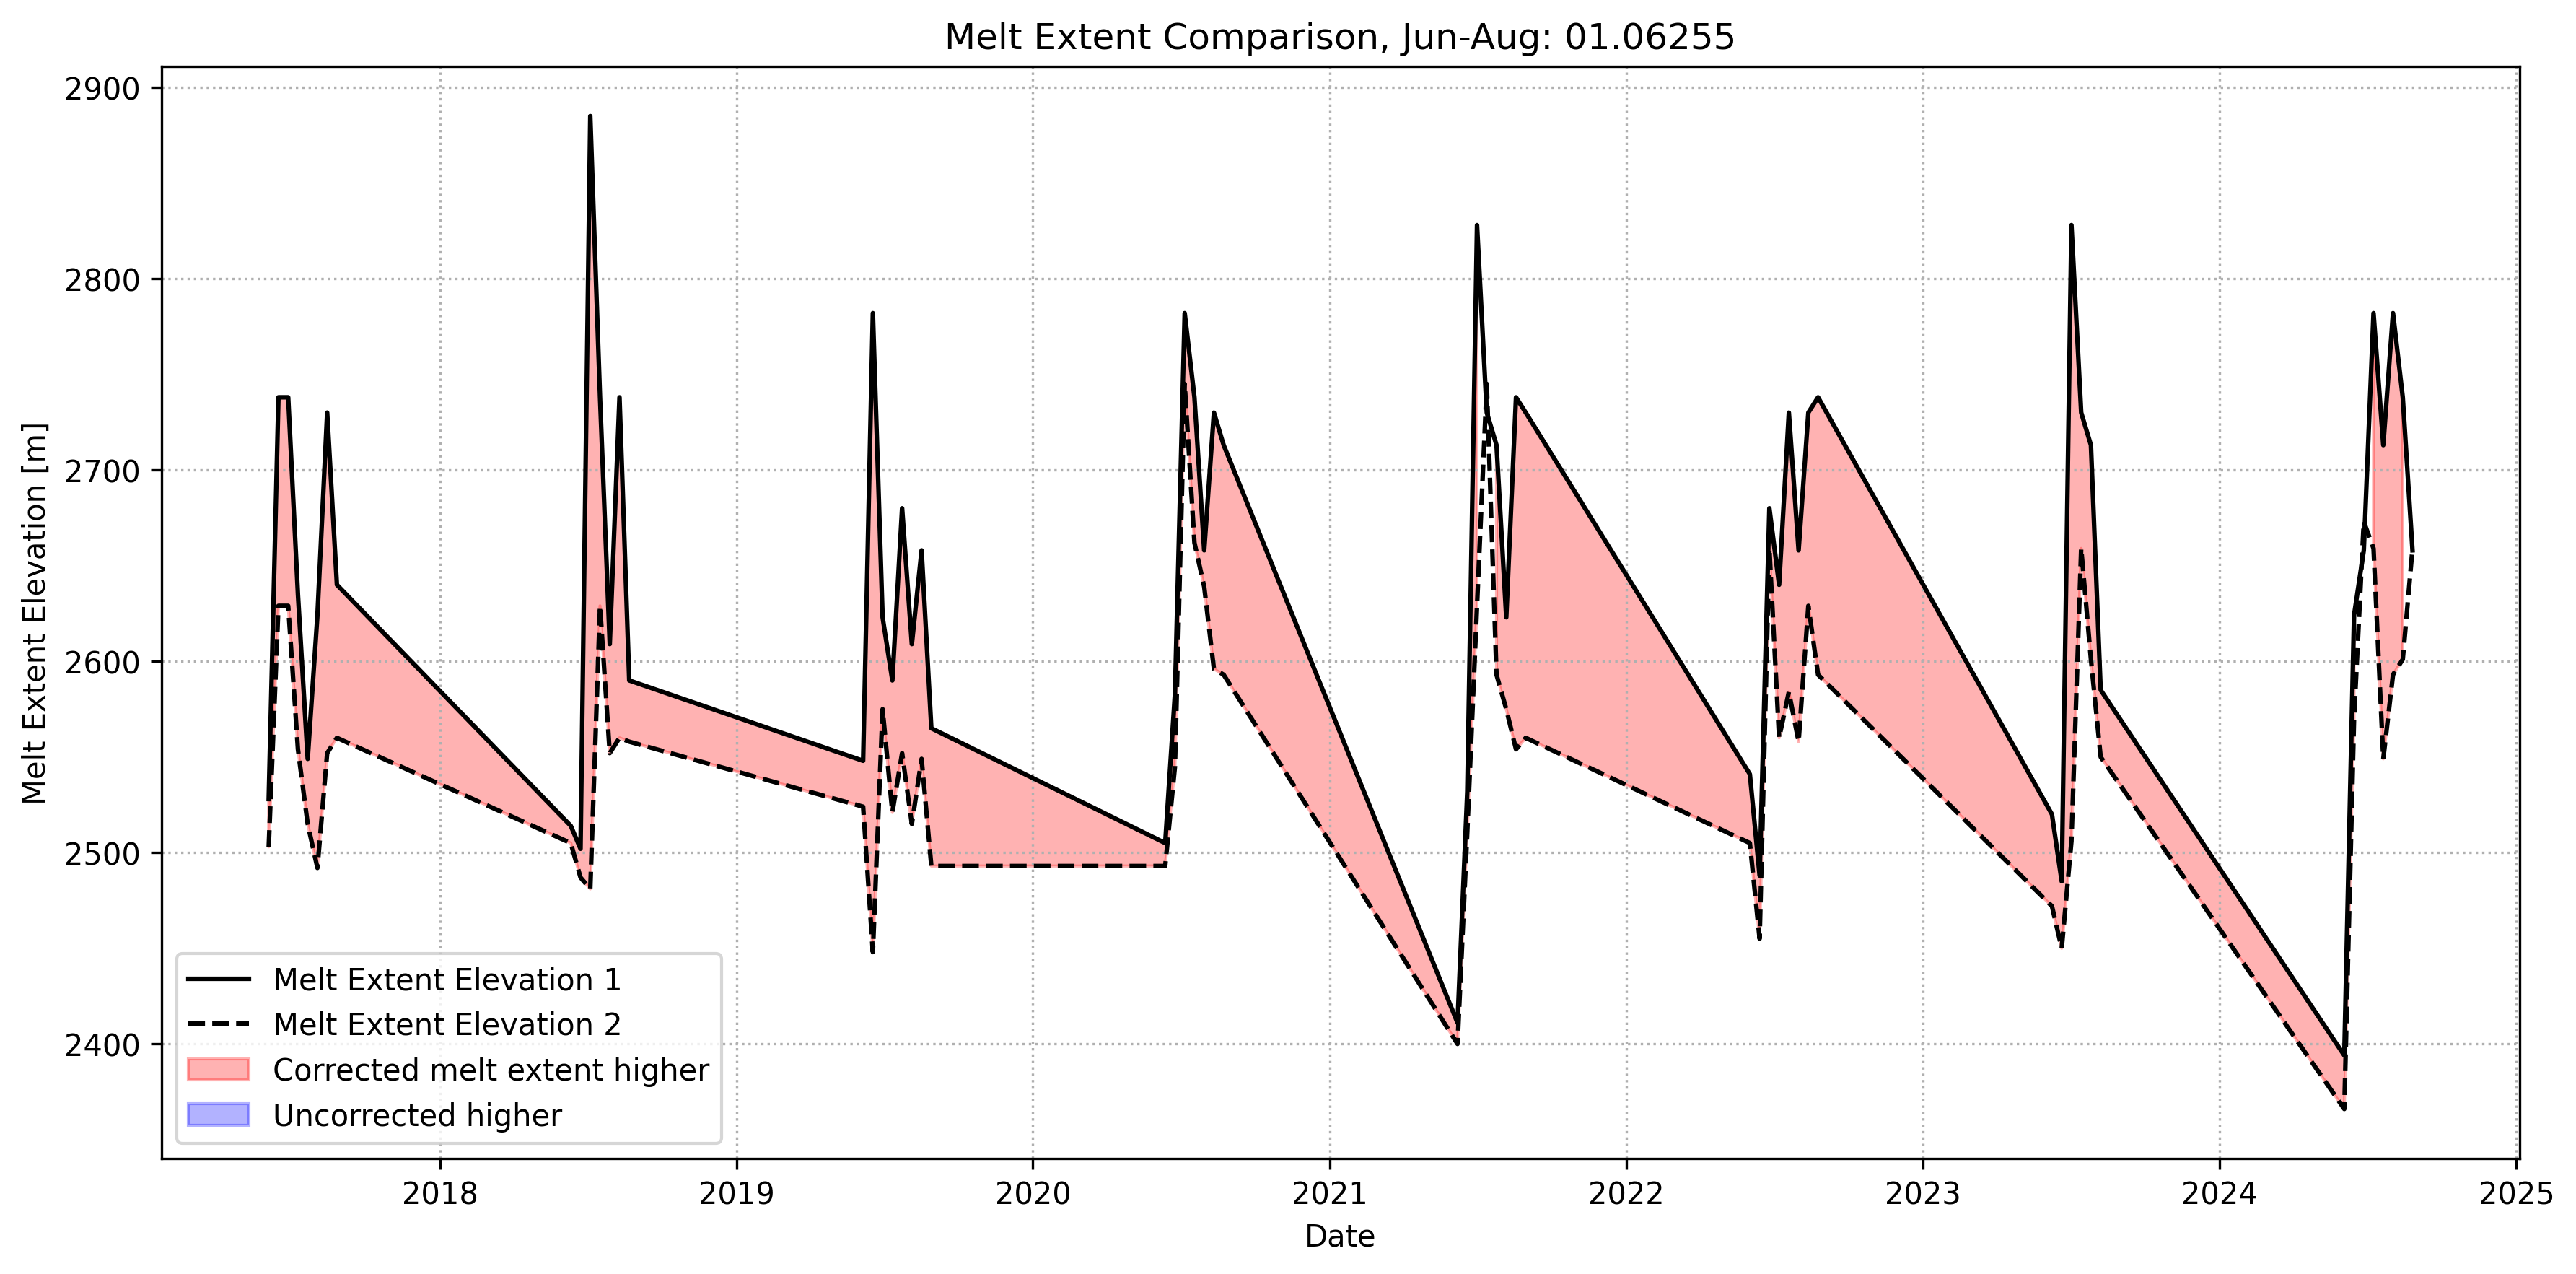 Melt Extent Comparison, Jun-Aug: 01.06255
Melt Extent Elevation [m]
2900
2800
2700
2600
2500
2400
Melt Extent Elevation 1
Melt Extent Elevation 2
Corrected melt extent higher
Uncorrected higher
2018 2019 2020 2021 2022 2023 2024 2025
Date